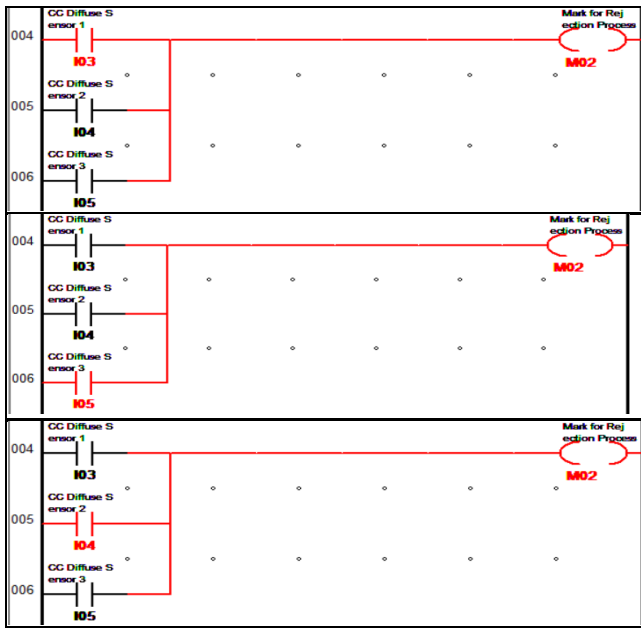 CC Diffuse S
ensor 1
Mark for Rej
ection Process
004
I03
M02
CC Diffuse S
ensor 2
005
I04
CC Diffuse S
ensor 3
006
I05
CC Diffuse S
ensor 1
Mark for Rej
ection Process
004
I03
M02
CC Diffuse S
ensor 2
005
I04
CC Diffuse S
ensor 3
006
I05
CC Diffuse S
ensor 1
Mark for Rej
ection Process
004
I03
M02
CC Diffuse S
ensor 2
005
I04
CC Diffuse S
ensor 3
006
I05